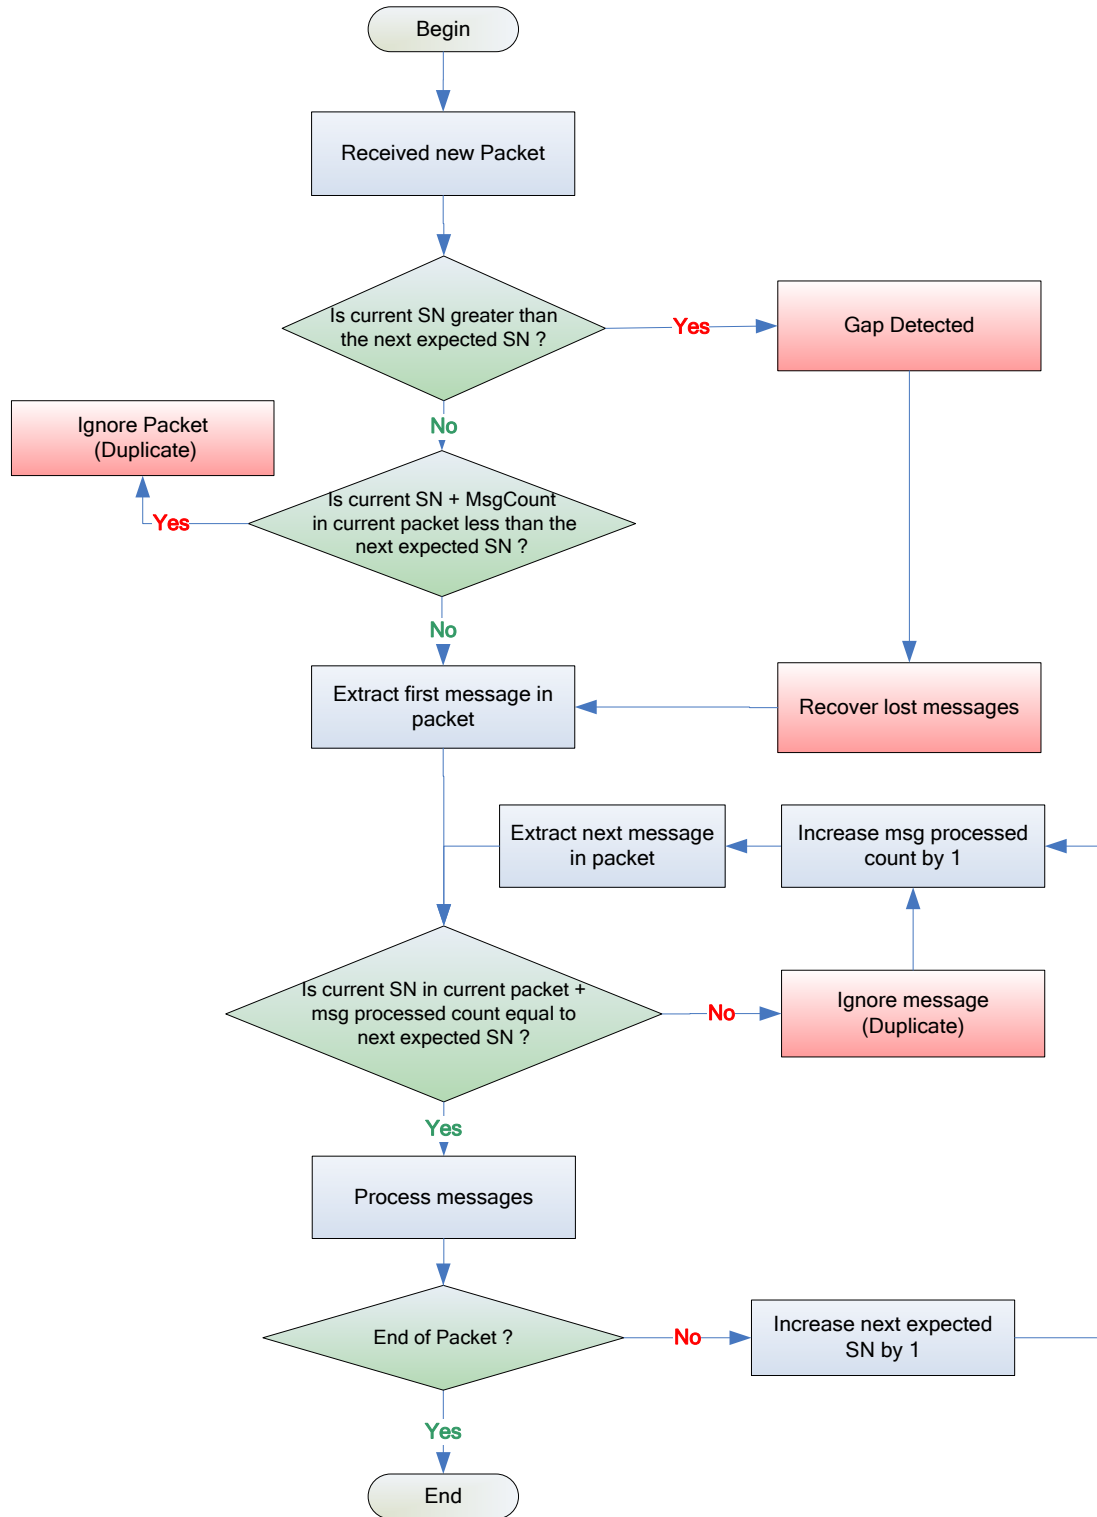 Begin
Received new Packet
Is current SN greater than
the next expected SN ?
Yes
Gap Detected
No
Ignore Packet
(Duplicate)
Is current SN + MsgCount
in current packet less than the
next expected SN ?
Yes
No
Extract first message in
packet
Recover lost messages
Extract next message
in packet
Increase msg processed
count by 1
Is current SN in current packet +
msg processed count equal to
next expected SN ?
No
Ignore message
(Duplicate)
Yes
Process messages
End of Packet ?
No
Increase next expected
SN by 1
Yes
End